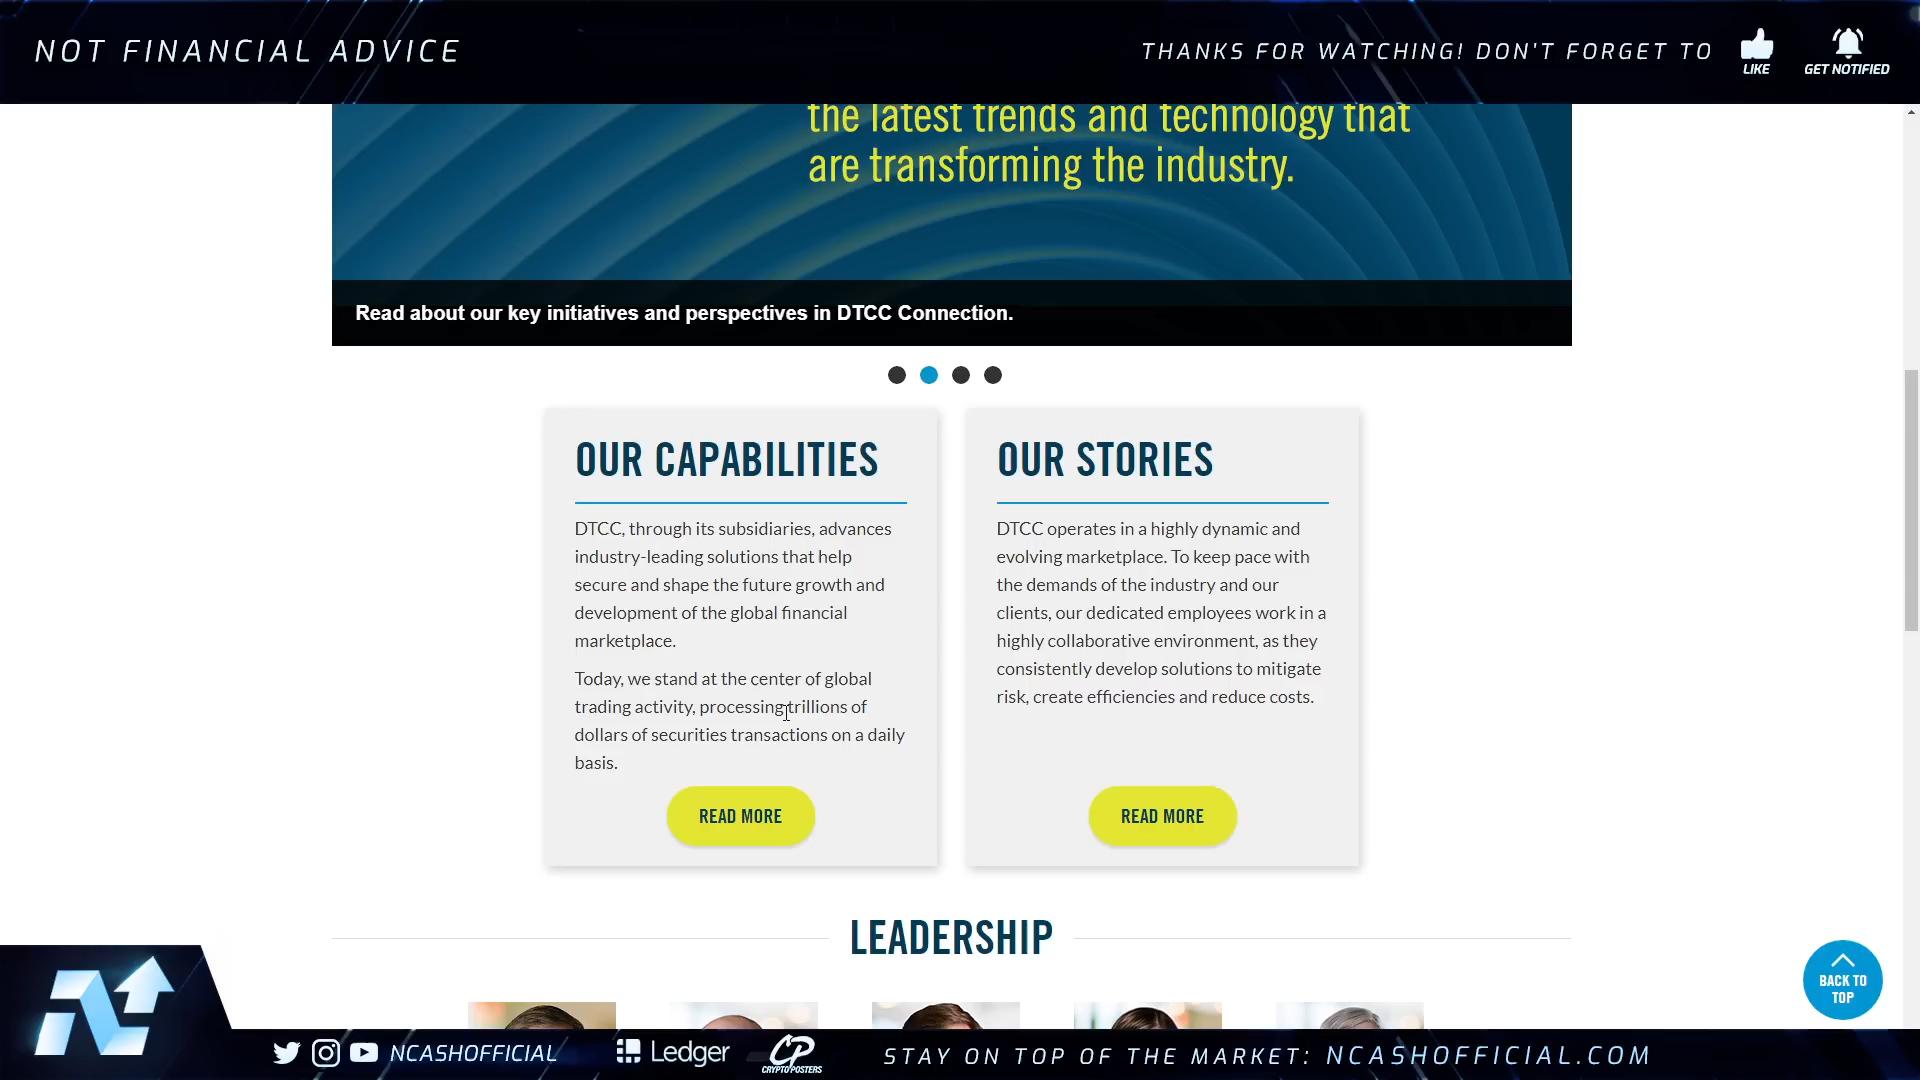 NOT FINANCIAL ADVICE
THANKS FOR WATCHING! DON'T FORGET TO
LIKE
GET NOTIFIED
the latest trends and technology that
are transforming the industry.
Read about our key initiatives and perspectives in DTCC Connection.
OUR CAPABILITIES
DTCC, through its subsidiaries, advances
industry-leading solutions that help
secure and shape the future growth and
development of the global financial
marketplace.
Today, we stand at the center of global
trading activity, processing trillions of
dollars of securities transactions on a daily
basis.
READ MORE
OUR STORIES
DTCC operates in a highly dynamic and
evolving marketplace. To keep pace with
the demands of the industry and our
clients, our dedicated employees work in a
highly collaborative environment, as they
consistently develop solutions to mitigate
risk, create efficiencies and reduce costs.
READ MORE
LEADERSHIP
BACK TO
TOP
NCASHOFFICIAL
Ledger
CP
CRYPTOPOSTERS
STAY ON TOP OF THE MARKET: NCASHOFFICIAL.COM